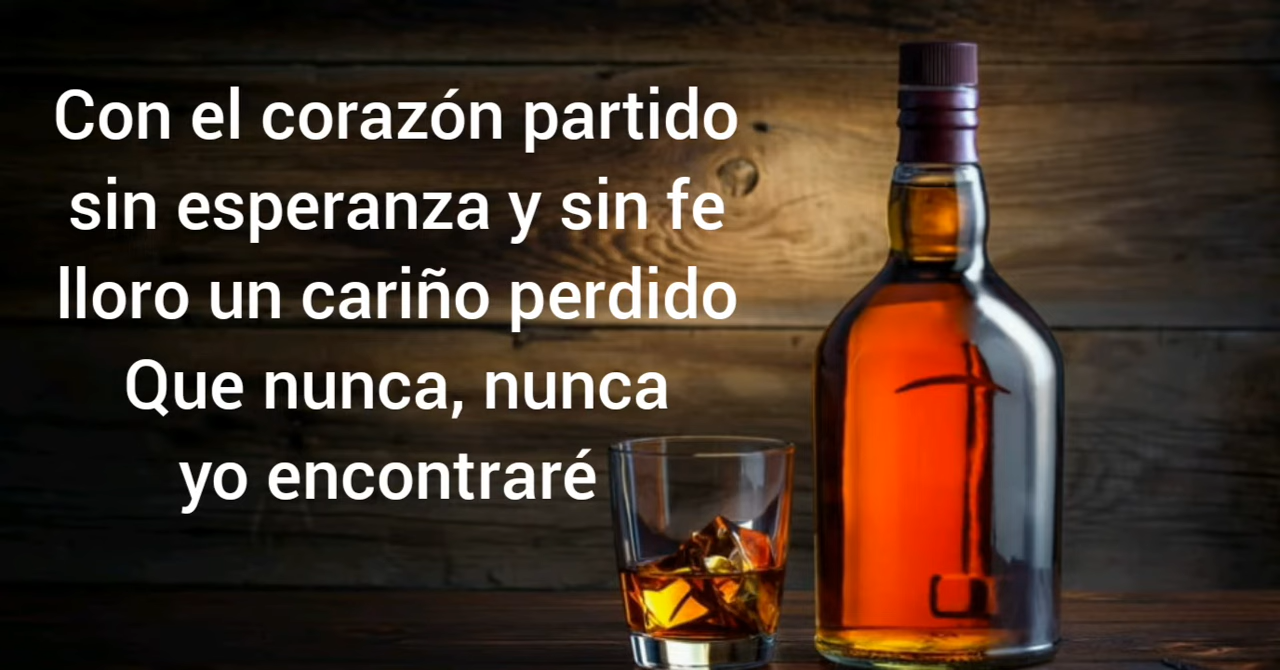 Con el corazón partido
sin esperanza y sin fe
lloro un cariño perdido
Que nunca, nunca
yo encontraré